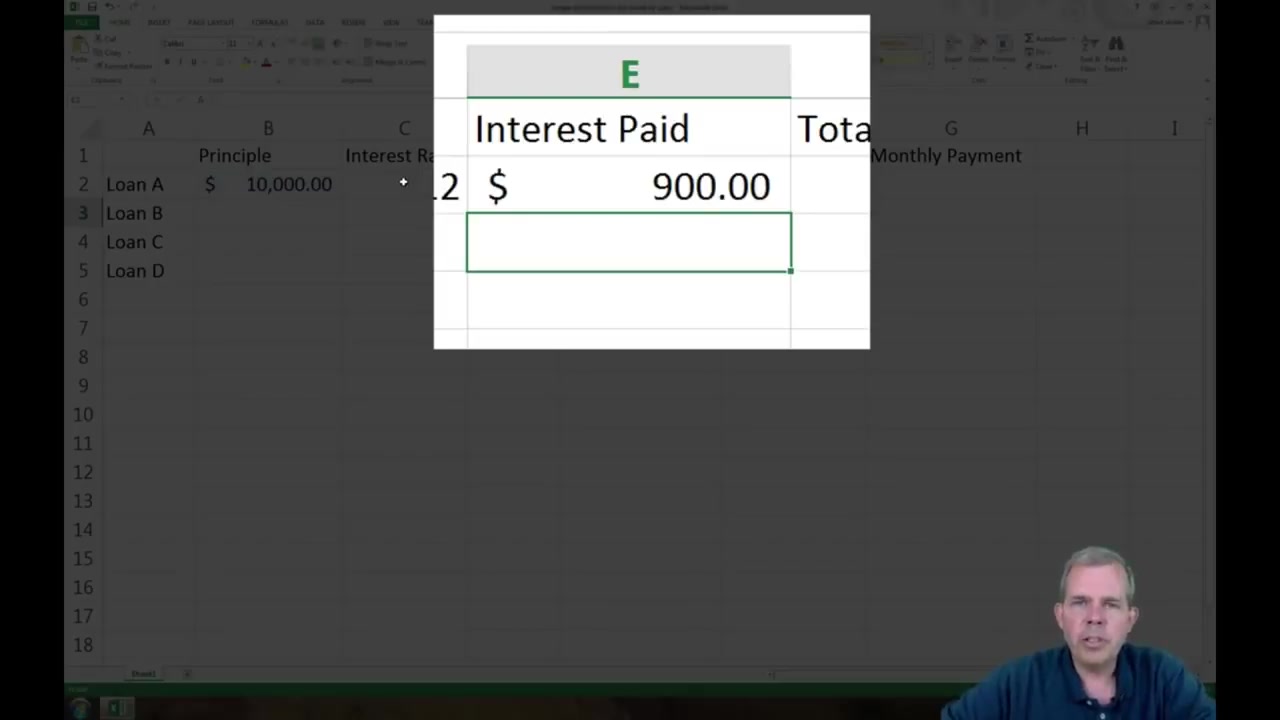 FILE HOME INSERT PAGE LAYOUT FORMULAS DATA REVIEW VIEW
E
Interest Paid Tota
.12 $ 900.00
A B C G H I
1 Principle Interest Ra Monthly Payment
2 Loan A $ 10,000.00
3 Loan B
4 Loan C
5 Loan D
6
7
8
9
10
11
12
13
14
15
16
17
18
Sheet1